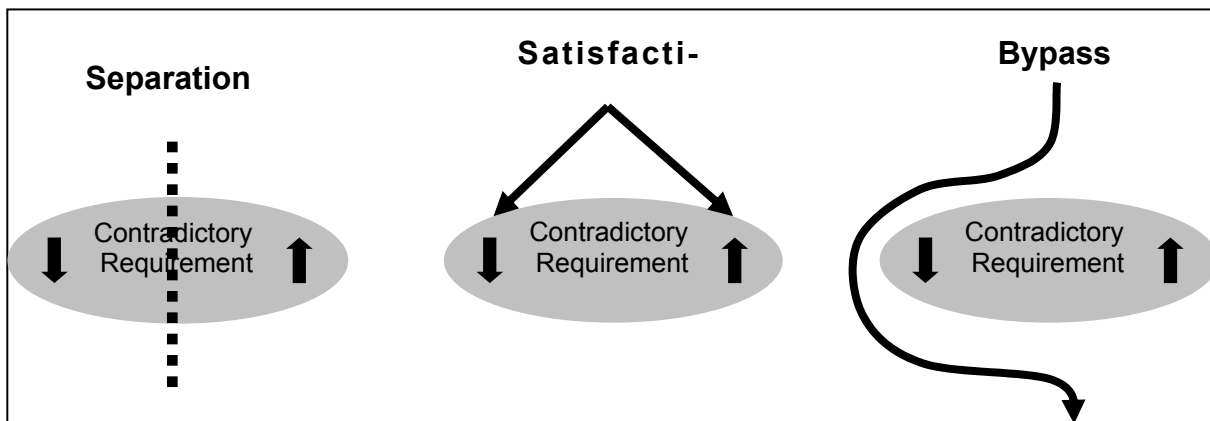 Separation
Contradictory
Requirement
Satisfacti-
Contradictory
Requirement
Bypass
Contradictory
Requirement